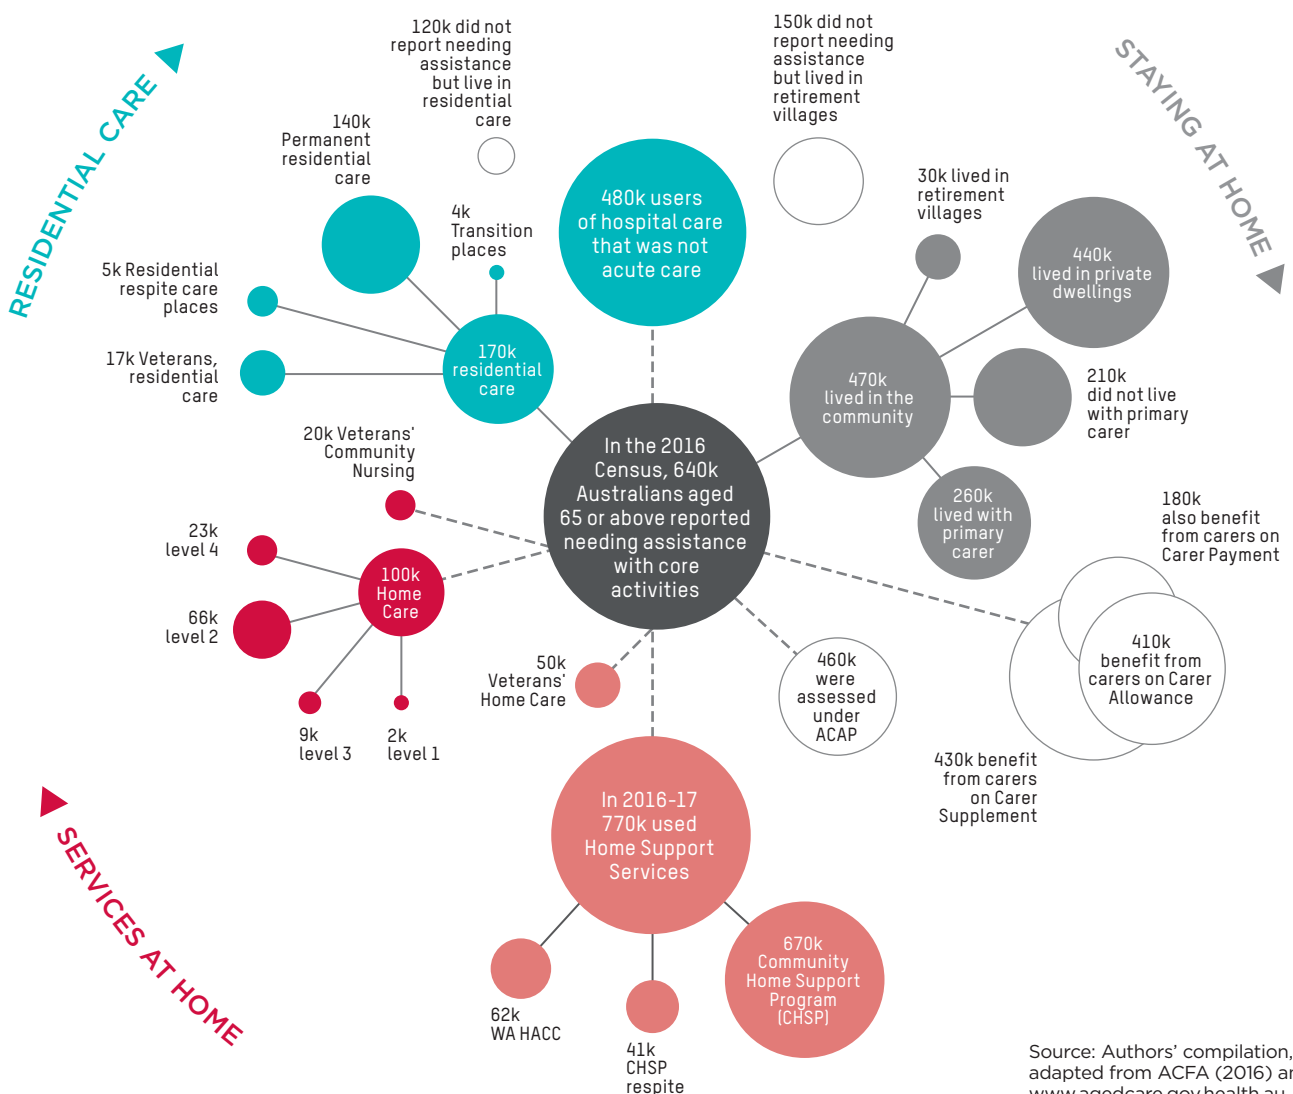 RESIDENTIAL CARE
120k did not
report needing
assistance
but live in
residential
care
150k did not
report needing
assistance
but lived in
retirement
villages
STAYING AT HOME
140k
Permanent
residential
care
4k
Transition
places
480k users
of hospital care
that was not
acute care
30k lived in
retirement
villages
440k
lived in private
dwellings
5k Residential
respite care
places
17k Veterans,
residential
care
170k
residential
care
470k
lived in the
community
210k
did not live
with primary
carer
20k Veterans'
Community
Nursing
In the 2016
Census, 640k
Australians aged
65 or above reported
needing assistance
with core
activities
260k
lived with
primary
carer
180k
also benefit
from carers on
Carer Payment
23k
level 4
100k
Home
Care
66k
level 2
9k
level 3
2k
level 1
50k
Veterans'
Home Care
460k
were
assessed
under
ACAP
410k
benefit from
carers on Carer
Allowance
430k benefit
from carers
on Carer
Supplement
SERVICES AT HOME
In 2016-17
770k used
Home Support
Services
62k
WA HACC
41k
CHSP
respite
670k
Community
Home Support
Program
(CHSP)
Source: Authors' compilation,
adapted from ACFA (2016) an
www.agedcare.gov.health.au